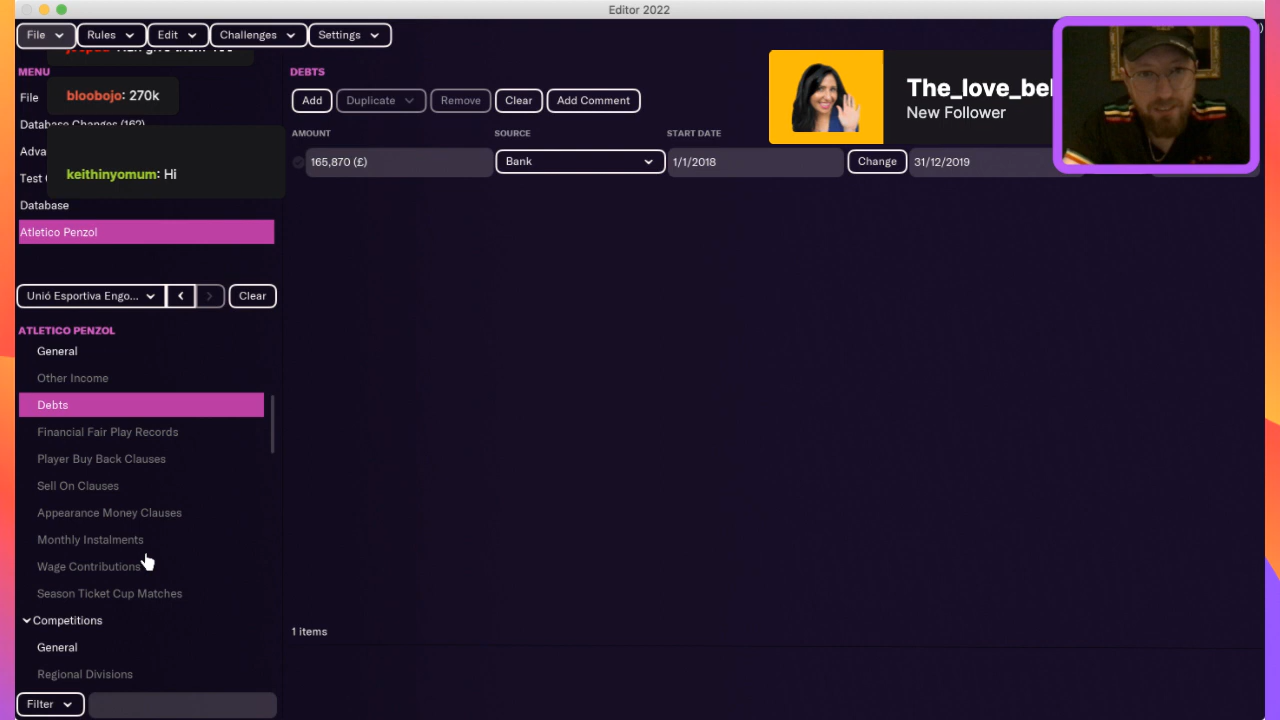 Editor 2022
File
Rules
Edit
Challenges
Settings
MENU
bloobojo: 270k
File
Database Changes (162)
keithinyomum: Hi
Database
Atletico Penzol
Unió Esportiva Engo...
Clear
ATLETICO PENZOL
General
Other Income
Debts
Financial Fair Play Records
Player Buy Back Clauses
Sell On Clauses
Appearance Money Clauses
Monthly Instalments
Wage Contributions
Season Ticket Cup Matches
Competitions
General
Regional Divisions
Filter
DEBTS
Add
Duplicate
Remove
Clear
Add Comment
AMOUNT
SOURCE
START DATE
165,870 (£)
Bank
1/1/2018
Change
31/12/2019
1 items
The_love_bel
New Follower